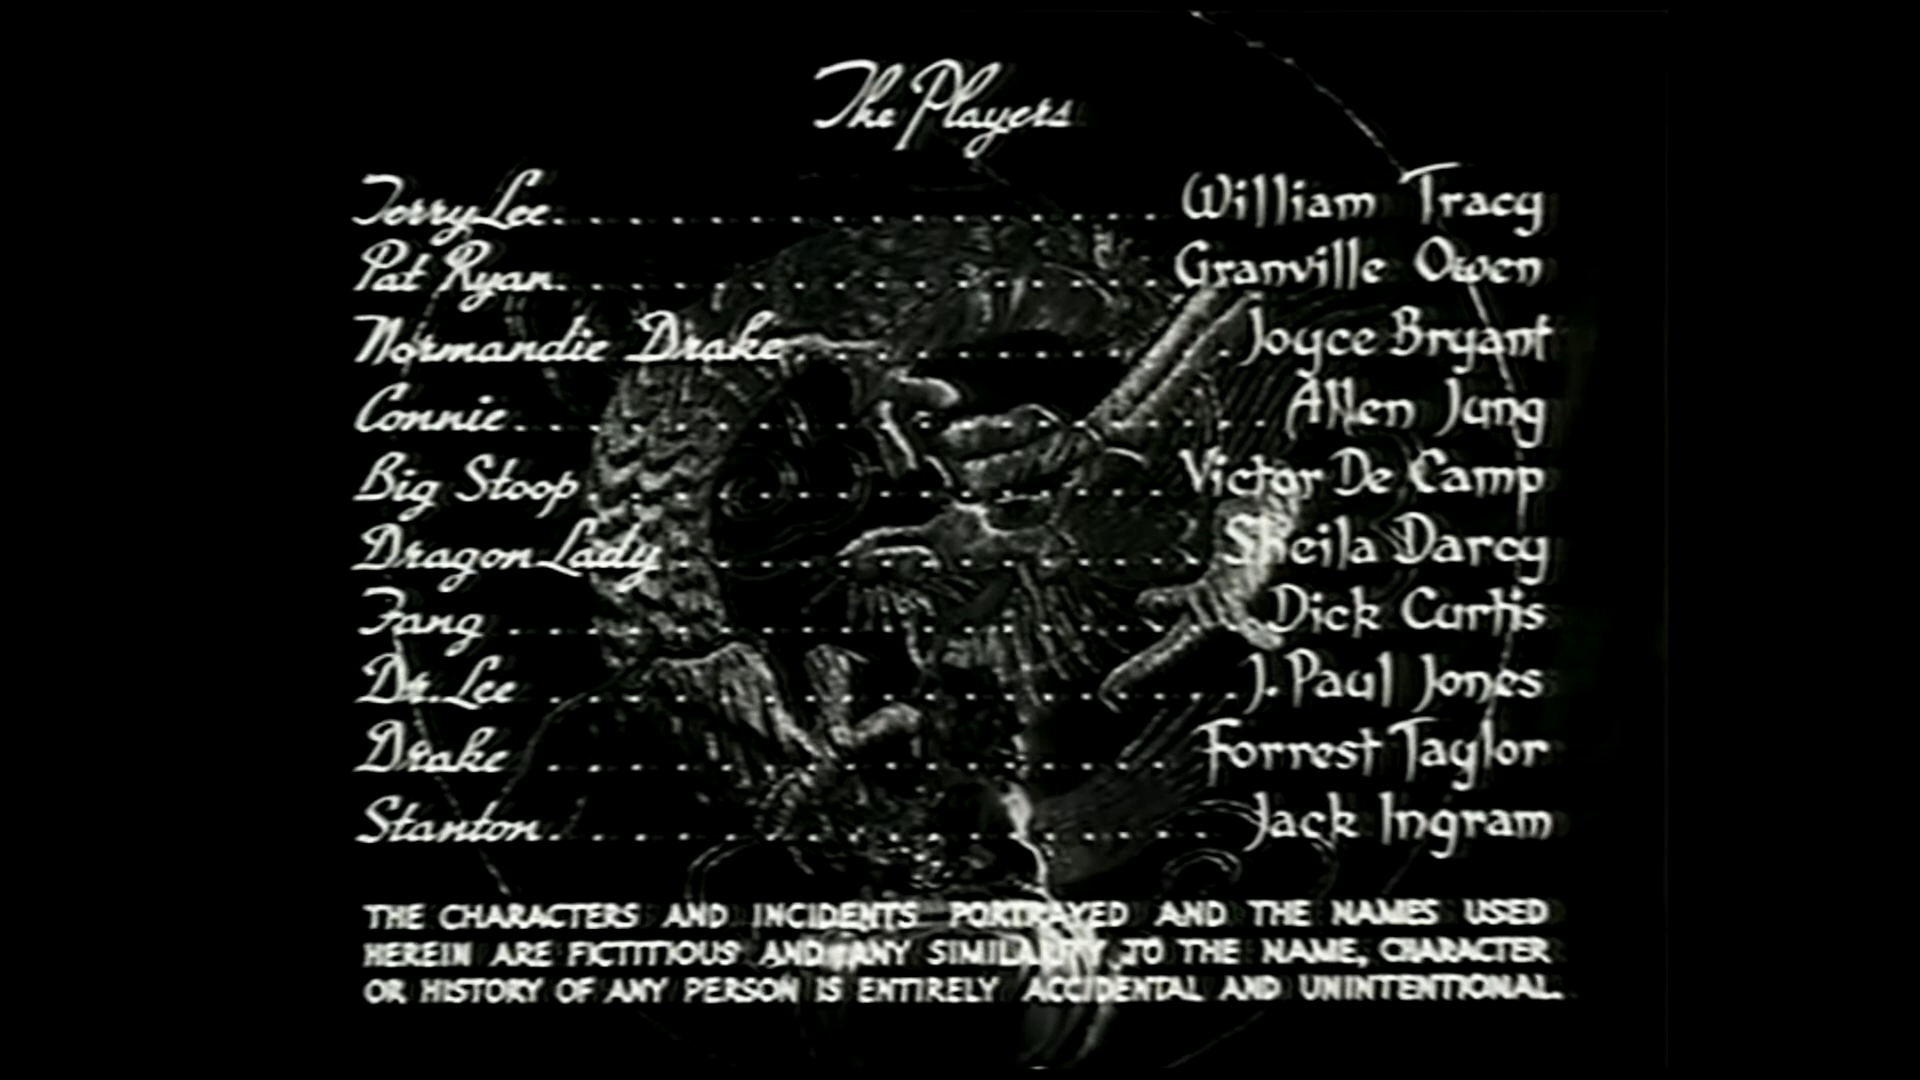 The Players
Terry Lee. . . . . . . . . . . . . . . . William Tracy
Pat Ryan. . . . . . . . . . . . . . . . Granville Owen
Normandie Drake. . . . . . . . . . Joyce Bryant
Connie. . . . . . . . . . . . . . . . . . . Allen Jung
Big Stoop. . . . . . . . . . . . . . . Victor De Camp
Dragon Lady. . . . . . . . . . . . . Sheila Darcy
Fang . . . . . . . . . . . . . . . . . . Dick Curtis
Dr. Lee . . . . . . . . . . . . . . . . . J. Paul Jones
Drake . . . . . . . . . . . . . . . . Forrest Taylor
Stanton. . . . . . . . . . . . . . . . . Jack Ingram
THE CHARACTERS AND INCIDENTS PORTRAYED AND THE NAMES USED
HEREIN ARE FICTITIOUS AND ANY SIMILARITY TO THE NAME, CHARACTER
OR HISTORY OF ANY PERSON IS ENTIRELY ACCIDENTAL AND UNINTENTIONAL.